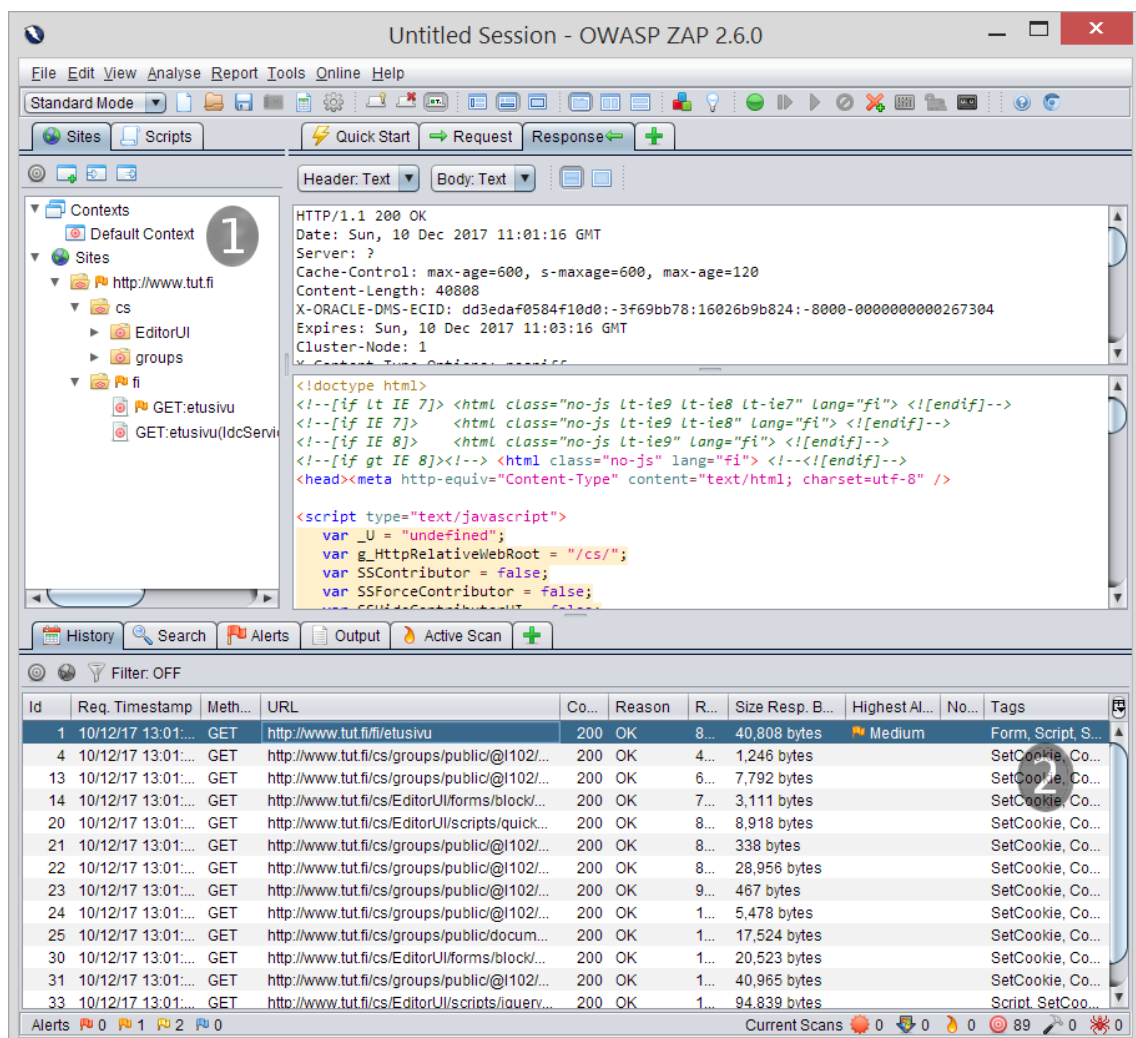 Untitled Session - OWASP ZAP 2.6.0
File Edit View Analyse Report Tools Online Help
Standard Mode
Sites Scripts
Quick Start Request Response
Header: Text Body: Text
Contexts
Default Context
1
Sites
http://www.tut.fi
cs
EditorUI
groups
fi
GET:etusivu
GET:etusivu(IdcServi
HTTP/1.1 200 OK
Date: Sun, 10 Dec 2017 11:01:16 GMT
Server: ?
Cache-Control: max-age=600, s-maxage=600, max-age=120
Content-Length: 40808
X-ORACLE-DMS-ECID: dd3edaf0584f10d0:-3f69bb78:16026b9b824:-8000-0000000000267304
Expires: Sun, 10 Dec 2017 11:03:16 GMT
Cluster-Node: 1
X-Content-Type-Options: nosniff
<!doctype html>
<!--[if lt IE 7]> <html class="no-js lt-ie9 lt-ie8 lt-ie7" lang="fi"> <![endif]-->
<!--[if IE 7]> <html class="no-js lt-ie9 lt-ie8" lang="fi"> <![endif]-->
<!--[if IE 8]> <html class="no-js lt-ie9" lang="fi"> <![endif]-->
<!--[if gt IE 8]><!--> <html class="no-js" lang="fi"> <!--<![endif]-->
<head><meta http-equiv="Content-Type" content="text/html; charset=utf-8" />
<script type="text/javascript">
var _U = "undefined";
var g_HttpRelativeWebRoot = "/cs/";
var SSContributor = false;
var SSForceContributor = false;
var SSHideContributorUI = false;
History Search Alerts Output Active Scan
Filter: OFF
Id Req. Timestamp Meth... URL Co... Reason R... Size Resp. B... Highest Al... No... Tags
1 10/12/17 13:01:... GET http://www.tut.fi/fi/etusivu 200 OK 8... 40,808 bytes Medium Form, Script, S...
4 10/12/17 13:01:... GET http://www.tut.fi/cs/groups/public/@l102/... 200 OK 4... 1,246 bytes SetCookie, Co...
13 10/12/17 13:01:... GET http://www.tut.fi/cs/groups/public/@l102/... 200 OK 6... 7,792 bytes SetCookie, Co...
2
14 10/12/17 13:01:... GET http://www.tut.fi/cs/EditorUI/forms/block/... 200 OK 7... 3,111 bytes SetCookie, Co...
20 10/12/17 13:01:... GET http://www.tut.fi/cs/EditorUI/scripts/quick... 200 OK 8... 8,918 bytes SetCookie, Co...
21 10/12/17 13:01:... GET http://www.tut.fi/cs/groups/public/@l102/... 200 OK 8... 338 bytes SetCookie, Co...
22 10/12/17 13:01:... GET http://www.tut.fi/cs/groups/public/@l102/... 200 OK 8... 28,956 bytes SetCookie, Co...
23 10/12/17 13:01:... GET http://www.tut.fi/cs/groups/public/@l102/... 200 OK 9... 467 bytes SetCookie, Co...
24 10/12/17 13:01:... GET http://www.tut.fi/cs/groups/public/@l102/... 200 OK 1... 5,478 bytes SetCookie, Co...
25 10/12/17 13:01:... GET http://www.tut.fi/cs/groups/public/docum... 200 OK 1... 17,524 bytes SetCookie, Co...
30 10/12/17 13:01:... GET http://www.tut.fi/cs/EditorUI/forms/block/... 200 OK 1... 20,523 bytes SetCookie, Co...
31 10/12/17 13:01:... GET http://www.tut.fi/cs/groups/public/@l102/... 200 OK 1... 40,965 bytes SetCookie, Co...
33 10/12/17 13:01:... GET http://www.tut.fi/cs/EditorUI/scripts/jquery... 200 OK 1... 94,839 bytes Script, SetCoo...
Alerts 0 1 2 0 Current Scans 0 0 0 89 0 0